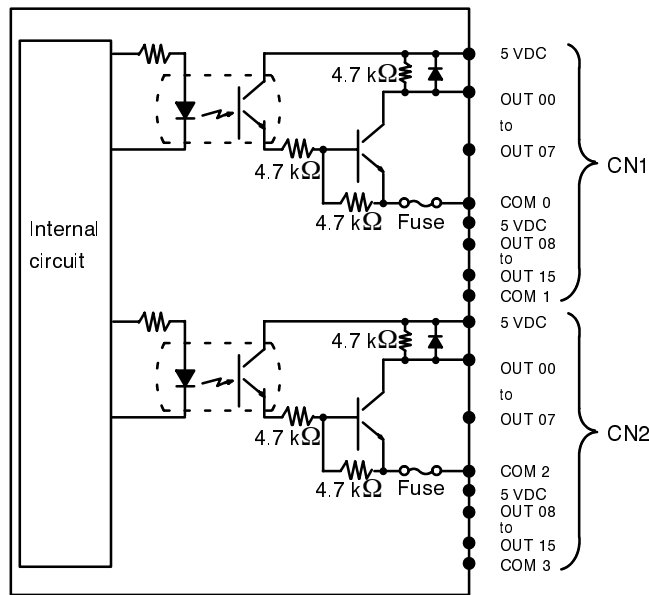 5 VDC
4.7 kΩ
OUT 00
to
OUT 07
CN1
4.7 kΩ
COM 0
4.7 kΩ
Fuse
5 VDC
OUT 08
to
OUT 15
COM 1
Internal
circuit
5 VDC
4.7 kΩ
OUT 00
to
OUT 07
CN2
4.7 kΩ
COM 2
4.7 kΩ
Fuse
5 VDC
OUT 08
to
OUT 15
COM 3